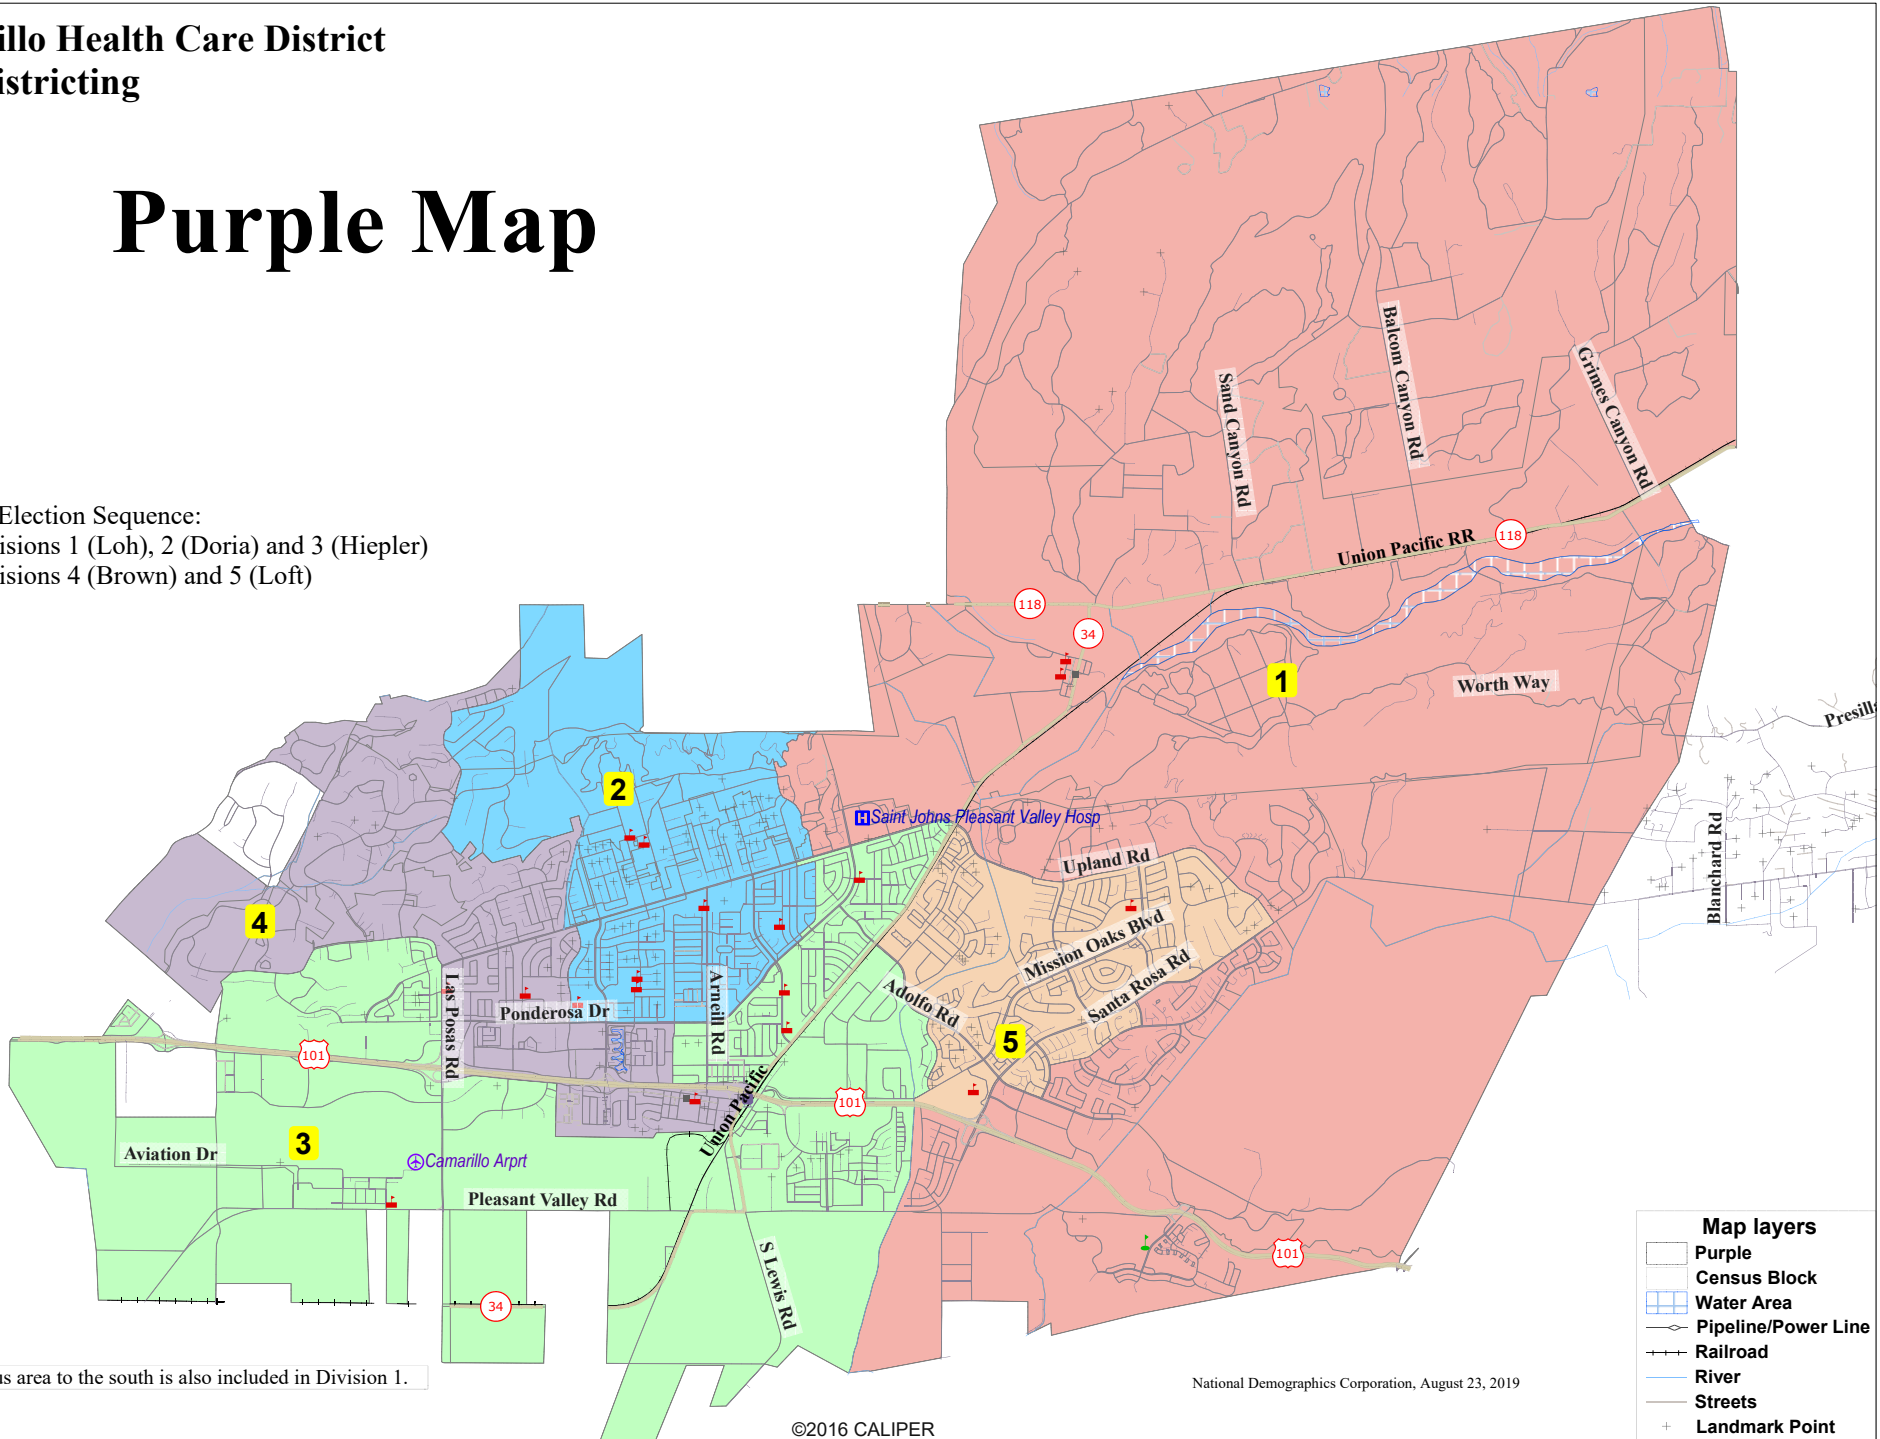 illo Health Care District
istricting
Purple Map
Election Sequence:
isions 1 (Loh), 2 (Doria) and 3 (Hiepler)
isions 4 (Brown) and 5 (Loft)
Sand Canyon Rd
Balcom Canyon Rd
Grimes Canyon Rd
Union Pacific RR
118
118
34
1
Worth Way
Presilla
Blanchard Rd
2
Saint Johns Pleasant Valley Hosp
H
Upland Rd
4
Mission Oaks Blvd
Santa Rosa Rd
Adolfo Rd
Las Posas Rd
Ponderosa Dr
Arneill Rd
5
101
Union Pacific
101
3
Aviation Dr
Camarillo Arprt
Pleasant Valley Rd
S Lewis Rd
101
34
us area to the south is also included in Division 1.
National Demographics Corporation, August 23, 2019
©2016 CALIPER
Map layers
Purple
Census Block
Water Area
Pipeline/Power Line
Railroad
River
Streets
Landmark Point